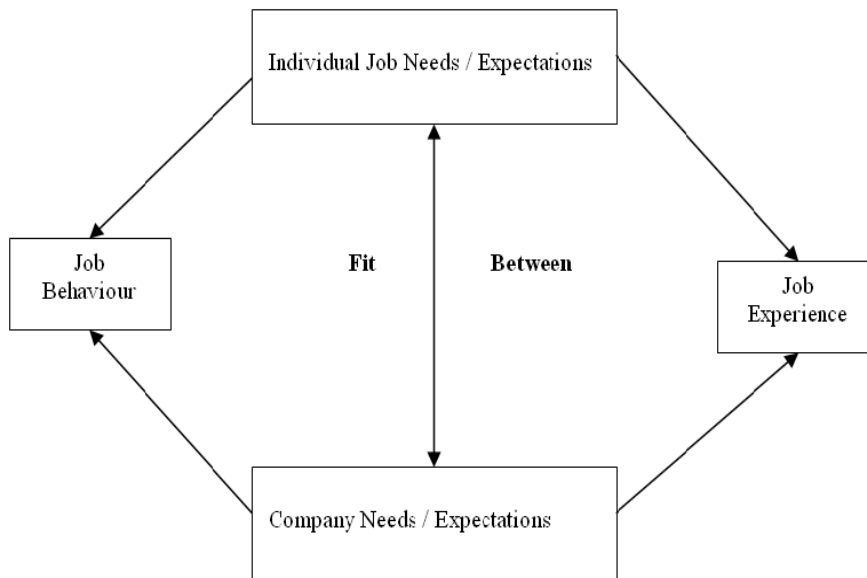 Individual Job Needs / Expectations
Job
Behaviour
Fit Between
Job
Experience
Company Needs / Expectations